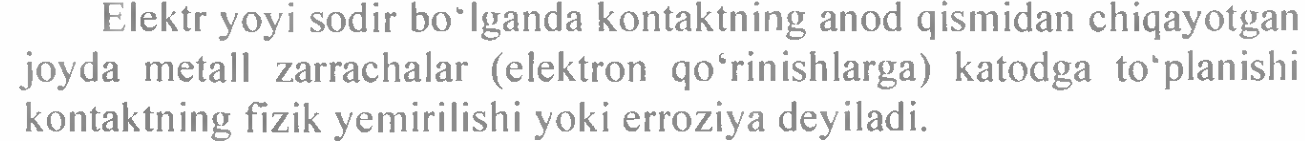 Elektr yoyi sodir bo‘lganda kontaktning anod qismidan chiqayotgan
joyda metall zarrachalar (elektron qo‘rinishlarga) katodga to‘planishi
kontaktning fizik yemirilishi yoki erroziya deyiladi.